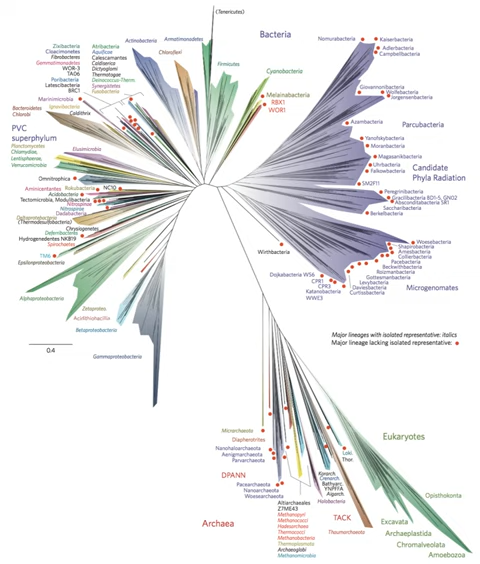 (Tenericutes)
Bacteria
Actinobacteria
Armatimonadetes
Chloroflexi
Firmicutes
Nomurabacteria
Kaiserbacteria
Adlerbacteria
Campbellbacteria
Zixibacteria
Cloacimonetes
Fibrobacteres
Gemmatimonadetes
WOR-3
TA06
Poribacteria
Latescibacteria
BRC1
Atribacteria
Aquificae
Calescamantes
Caldiserica
Dictyoglomi
Thermotogae
Deinococcus-Therm.
Synergistetes
Fusobacteria
Cyanobacteria
Melainabacteria
RBX1
WOR1
Giovannonibacteria
Wolfebacteria
Jorgensenbacteria
Marinimicrobia
Bacteroidetes
Chlorobi
Ignavibacteria
Caldithrix
Azambacteria
Parcubacteria
Yanofskybacteria
Moranbacteria
PVC
superphylum
Planctomycetes
Chlamydiae,
Lentisphaerae,
Verrucomicrobia
Elusimicrobia
Magasanikbacteria
Uhrbacteria
Falkowbacteria
Candidate
Phyla Radiation
Omnitrophica
SM2F11
Aminicentantes
Rokubacteria
NC10
Acidobacteria
Tectomicrobia, Modulibacteria
Nitrospinae
Nitrospirae
Dadabacteria
Deltaprotebacteria
(Thermodesulfobacteria)
Chrysiogenetes
Deferribacteres
Hydrogenedentes NKB19
Spirochaetes
TM6
Epsilonproteobacteria
Peregrinibacteria
Gracilibacteria BD1-5, GN02
Absconditabacteria SR1
Saccharibacteria
Berkelbacteria
Wirthbacteria
Woesebacteria
Shapirobacteria
Amesbacteria
Collierbacteria
Pacebacteria
Beckwithbacteria
Roizmanbacteria
Gottesmanbacteria
Levybacteria
Daviesbacteria
Curtissbacteria
Microgenomates
Dojkabacteria WS6
CPR1
CPR3
Katanobacteria
WWE3
Alphaproteobacteria
Zetaproteo.
Acidithiobacillia
Betaproteobacteria
Gammaproteobacteria
0.4
Major lineages with isolated representative: italics
Major lineage lacking isolated representative:
Micrarchaeota
Diapherotrites
Nanohaloarchaeota
Aenigmarchaeota
Parvarchaeota
DPANN
Pacearchaeota
Nanoarchaeota
Woesearchaeota
Altiarchaeales
Z7ME43
Methanopyri
Methanococci
Hadesarchaea
Thermococci
Methanobacteria
Thermoplasmata
Archaeoglobi
Methanomicrobia
Halobacteria
Archaea
Loki.
Thor.
Korarch.
Crenarch.
Bathyarc.
YNPFFA
Aigarch.
TACK
Thaumarchaeota
Eukaryotes
Opisthokonta
Excavata
Archaeplastida
Chromalveolata
Amoebozoa